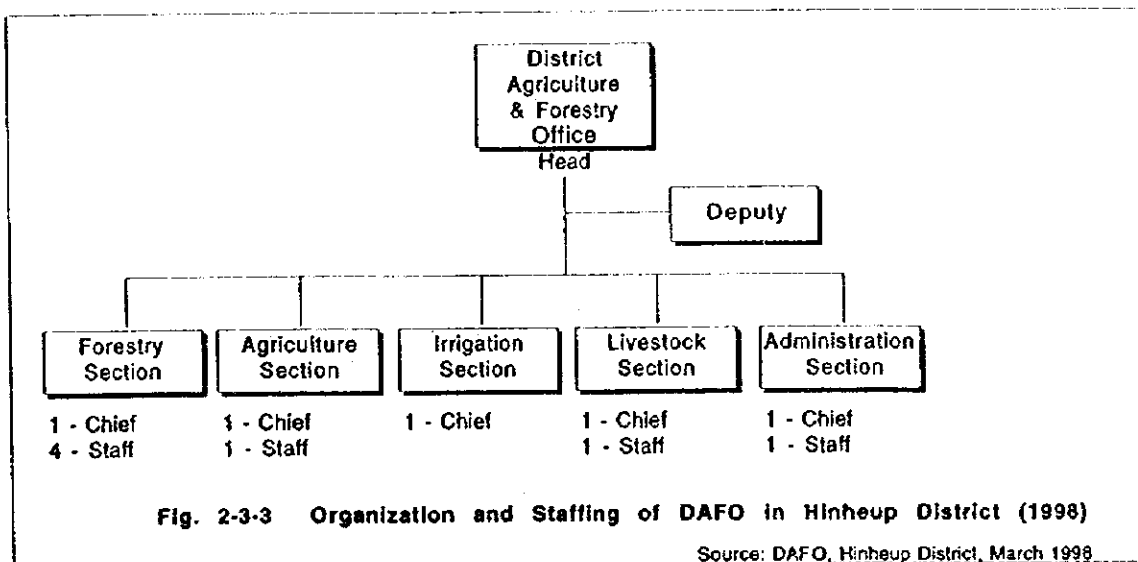 District
Agriculture
& Forestry
Office
Head
Deputy
Forestry
Section
1 - Chief
4 - Staff
Agriculture
Section
1 - Chief
1 - Staff
Irrigation
Section
1 - Chief
Livestock
Section
1 - Chief
1 - Staff
Administration
Section
1 - Chief
1 - Staff
Fig. 2-3-3 Organization and Staffing of DAFO in Hinheup District (1998)
Source: DAFO, Hinheup District, March 1998